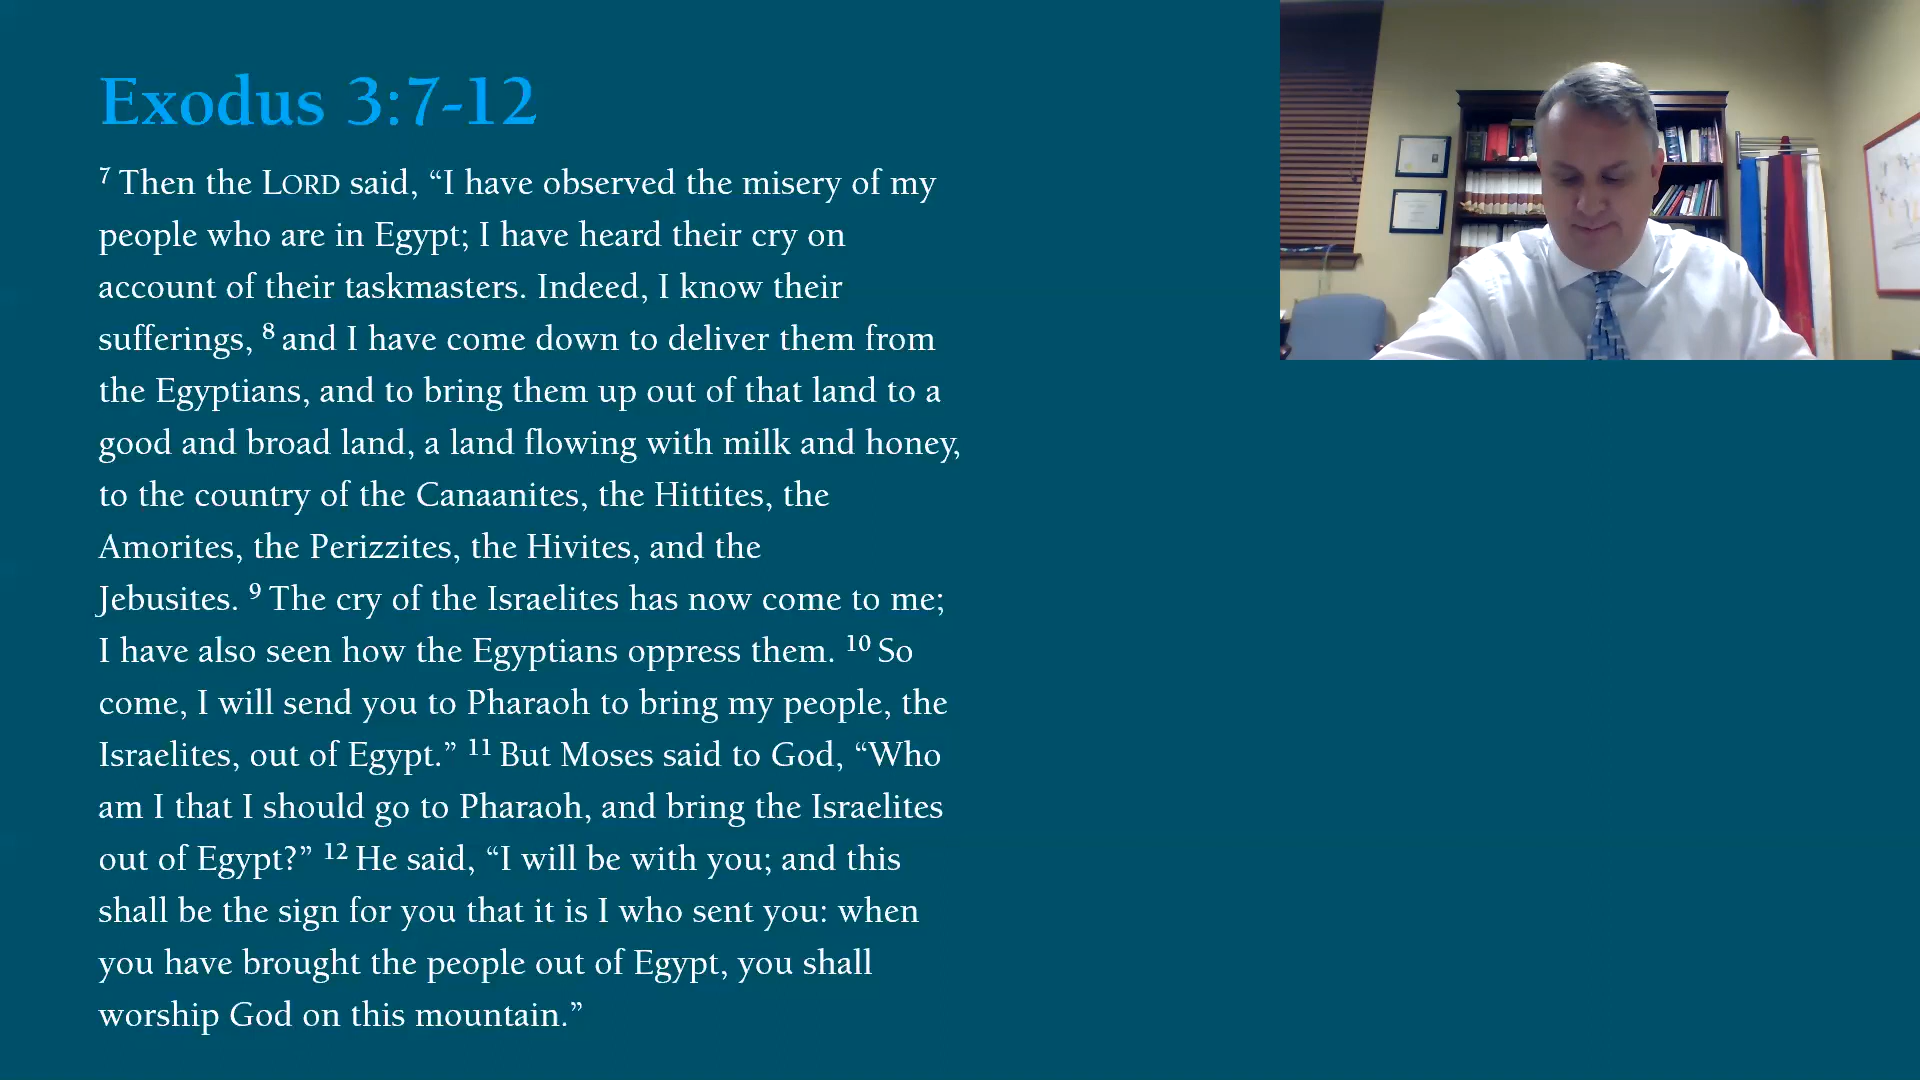 Exodus 3:7-12
7 Then the LORD said, “I have observed the misery of my
people who are in Egypt; I have heard their cry on
account of their taskmasters. Indeed, I know their
sufferings, 8 and I have come down to deliver them from
the Egyptians, and to bring them up out of that land to a
good and broad land, a land flowing with milk and honey,
to the country of the Canaanites, the Hittites, the
Amorites, the Perizzites, the Hivites, and the
Jebusites. 9 The cry of the Israelites has now come to me;
I have also seen how the Egyptians oppress them. 10 So
come, I will send you to Pharaoh to bring my people, the
Israelites, out of Egypt.” 11 But Moses said to God, “Who
am I that I should go to Pharaoh, and bring the Israelites
out of Egypt?” 12 He said, “I will be with you; and this
shall be the sign for you that it is I who sent you: when
you have brought the people out of Egypt, you shall
worship God on this mountain.”